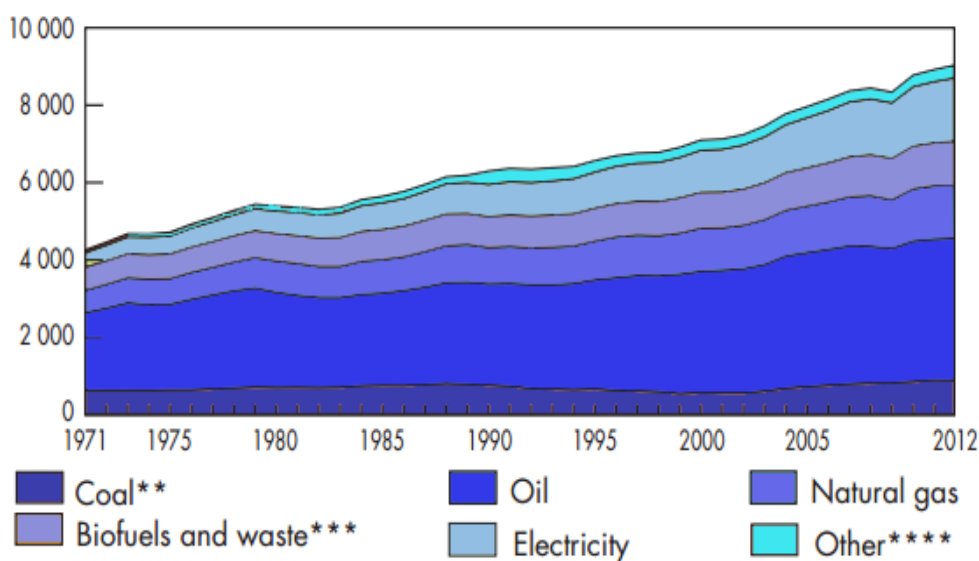 10 000
8 000
6 000
4 000
2 000
0
1971 1975 1980 1985 1990 1995 2000 2005 2012
Coal** Oil Natural gas
Biofuels and waste*** Electricity Other****